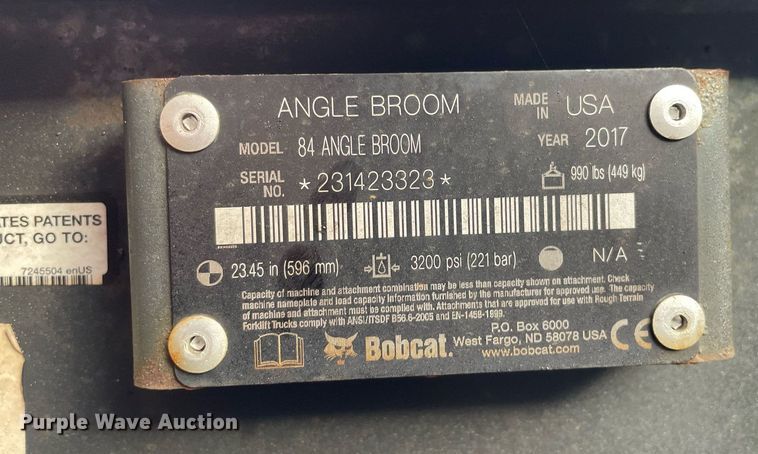 ANGLE BROOM
MADE IN USA
MODEL 84 ANGLE BROOM
YEAR 2017
SERIAL NO. *231423323*
990 lbs (449 kg)
23.45 in (596 mm)
3200 psi (221 bar)
N/A
Capacity of machine and attachment combination may be less than capacity shown on attachment. Check
machine nameplate and load capacity information furnished by the manufacturer for approved use. The capacity
of machine and attachment must be complied with. Attachments that are approved for use with Rough Terrain
Forklift Trucks comply with ANSI/ITSDF B56.6-2005 and EN-1459-1999.
Bobcat.
P.O. Box 6000
West Fargo, ND 58078 USA
www.bobcat.com
CE
ATES PATENTS
UCT, GO TO:
7245504 enUS
Purple Wave Auction